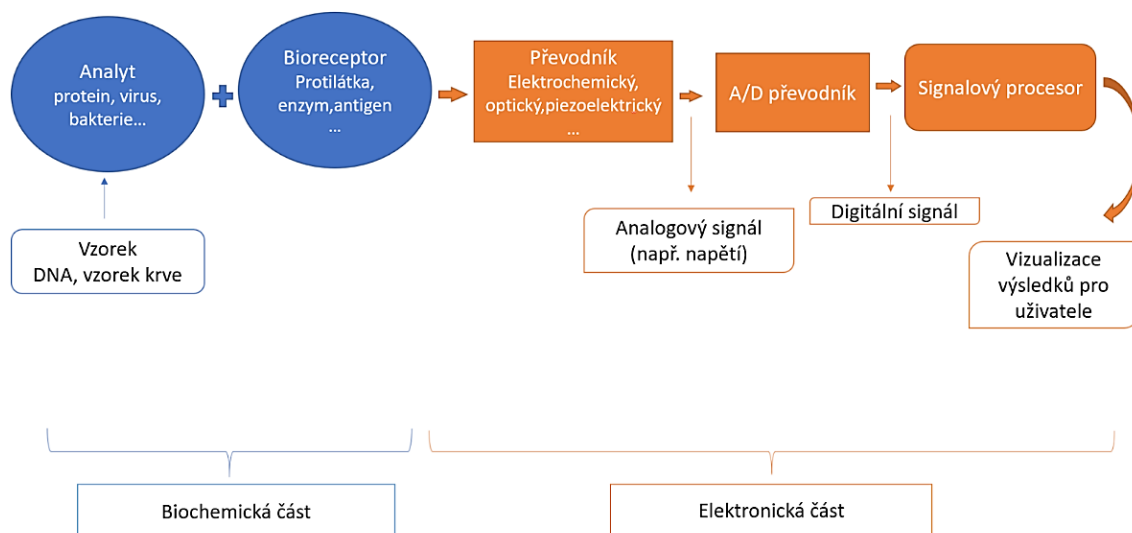 Analyt
protein, virus,
bakterie...
Bioreceptor
Protilátka,
enzym,antigen
...
Převodník
Elektrochemický,
optický,piezoelektrický
...
A/D převodník
Signalový procesor
Vzorek
DNA, vzorek krve
Analogový signál
(např. napětí)
Digitální signál
Vizualizace
výsledků pro
uživatele
Biochemická část
Elektronická část